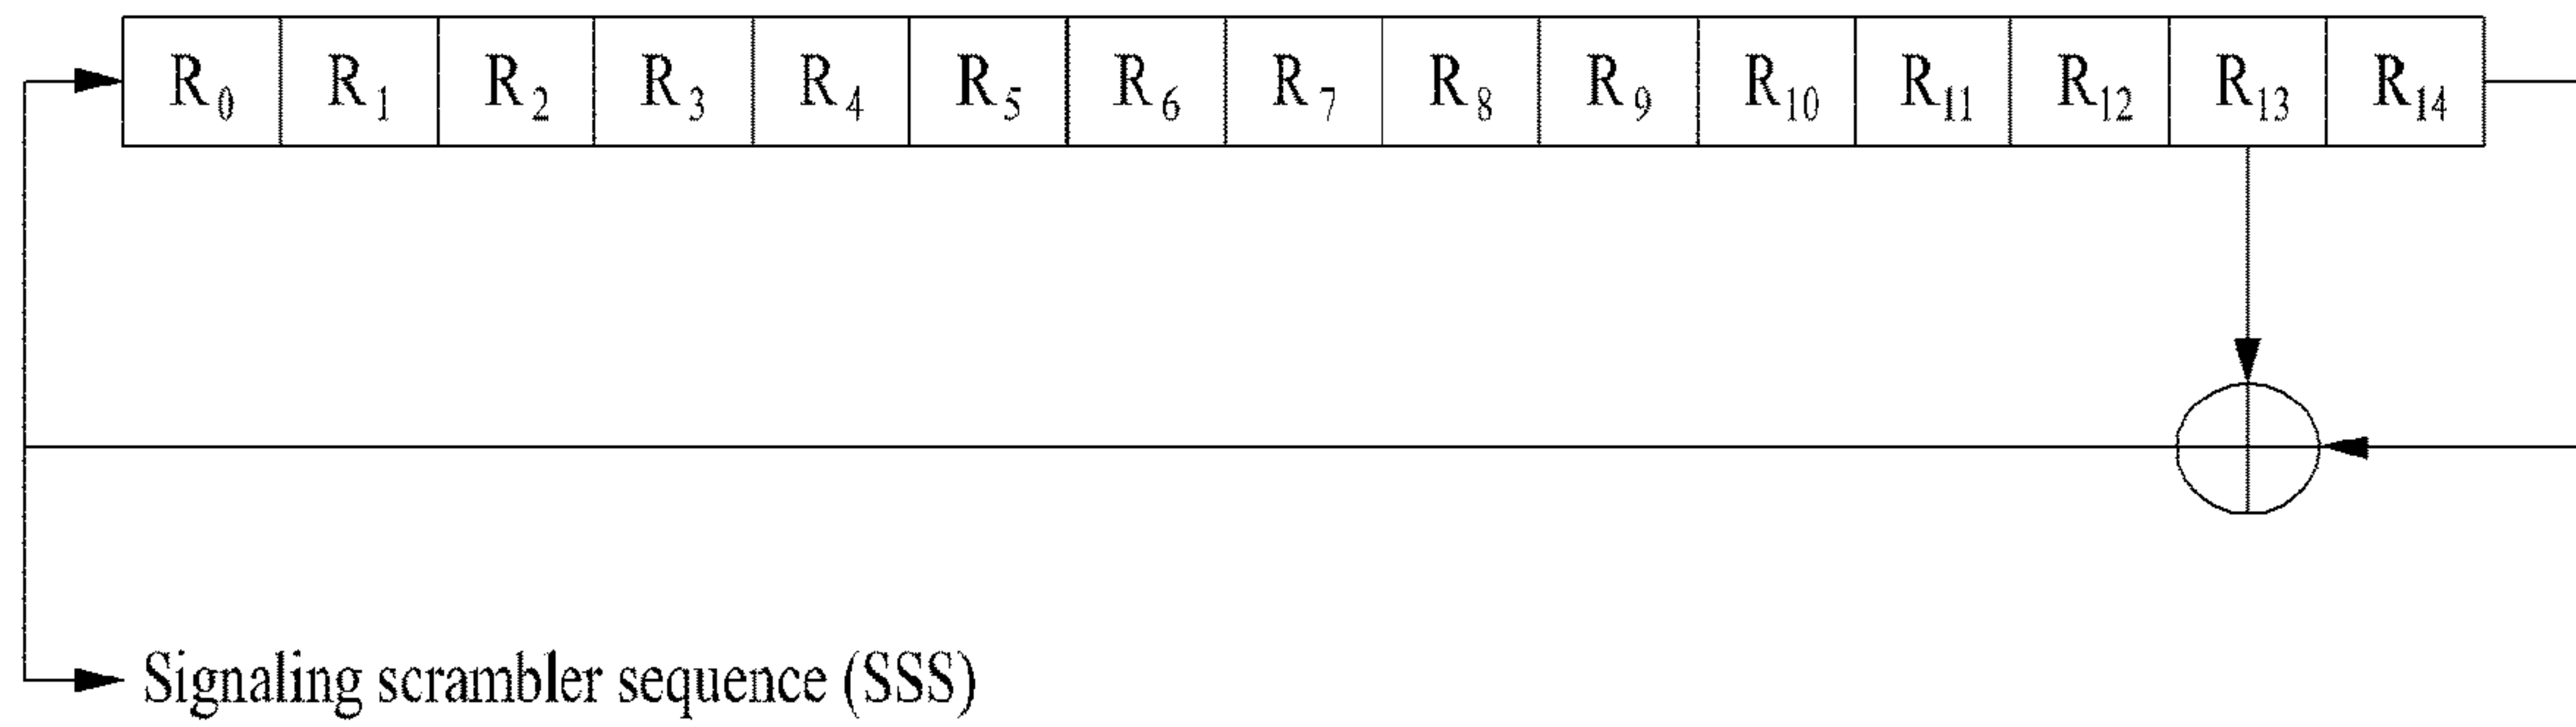 R0 R1 R2 R3 R4 R5 R6 R7 R8 R9 R10 R11 R12 R13 R14
Signaling scrambler sequence (SSS)